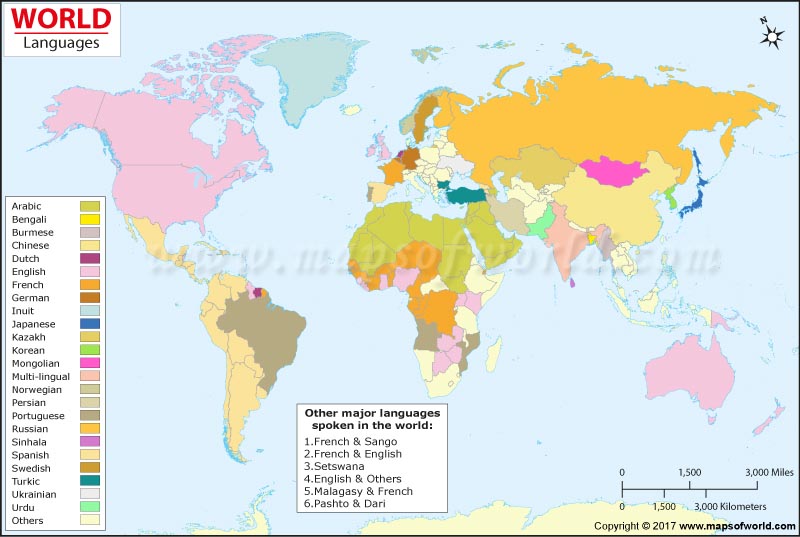 WORLD
Languages
N
www.mapsofworld.com
Arabic
Bengali
Burmese
Chinese
Dutch
English
French
German
Inuit
Japanese
Kazakh
Korean
Mongolian
Multi-lingual
Norwegian
Persian
Portuguese
Russian
Sinhala
Spanish
Swedish
Turkic
Ukrainian
Urdu
Others
Other major languages
spoken in the world:
1.French & Sango
2.French & English
3.Setswana
4.English & Others
5.Malagasy & French
6.Pashto & Dari
0 1,500 3,000 Miles
0 1,500 3,000 Kilometers
Copyright © 2017 www.mapsofworld.com